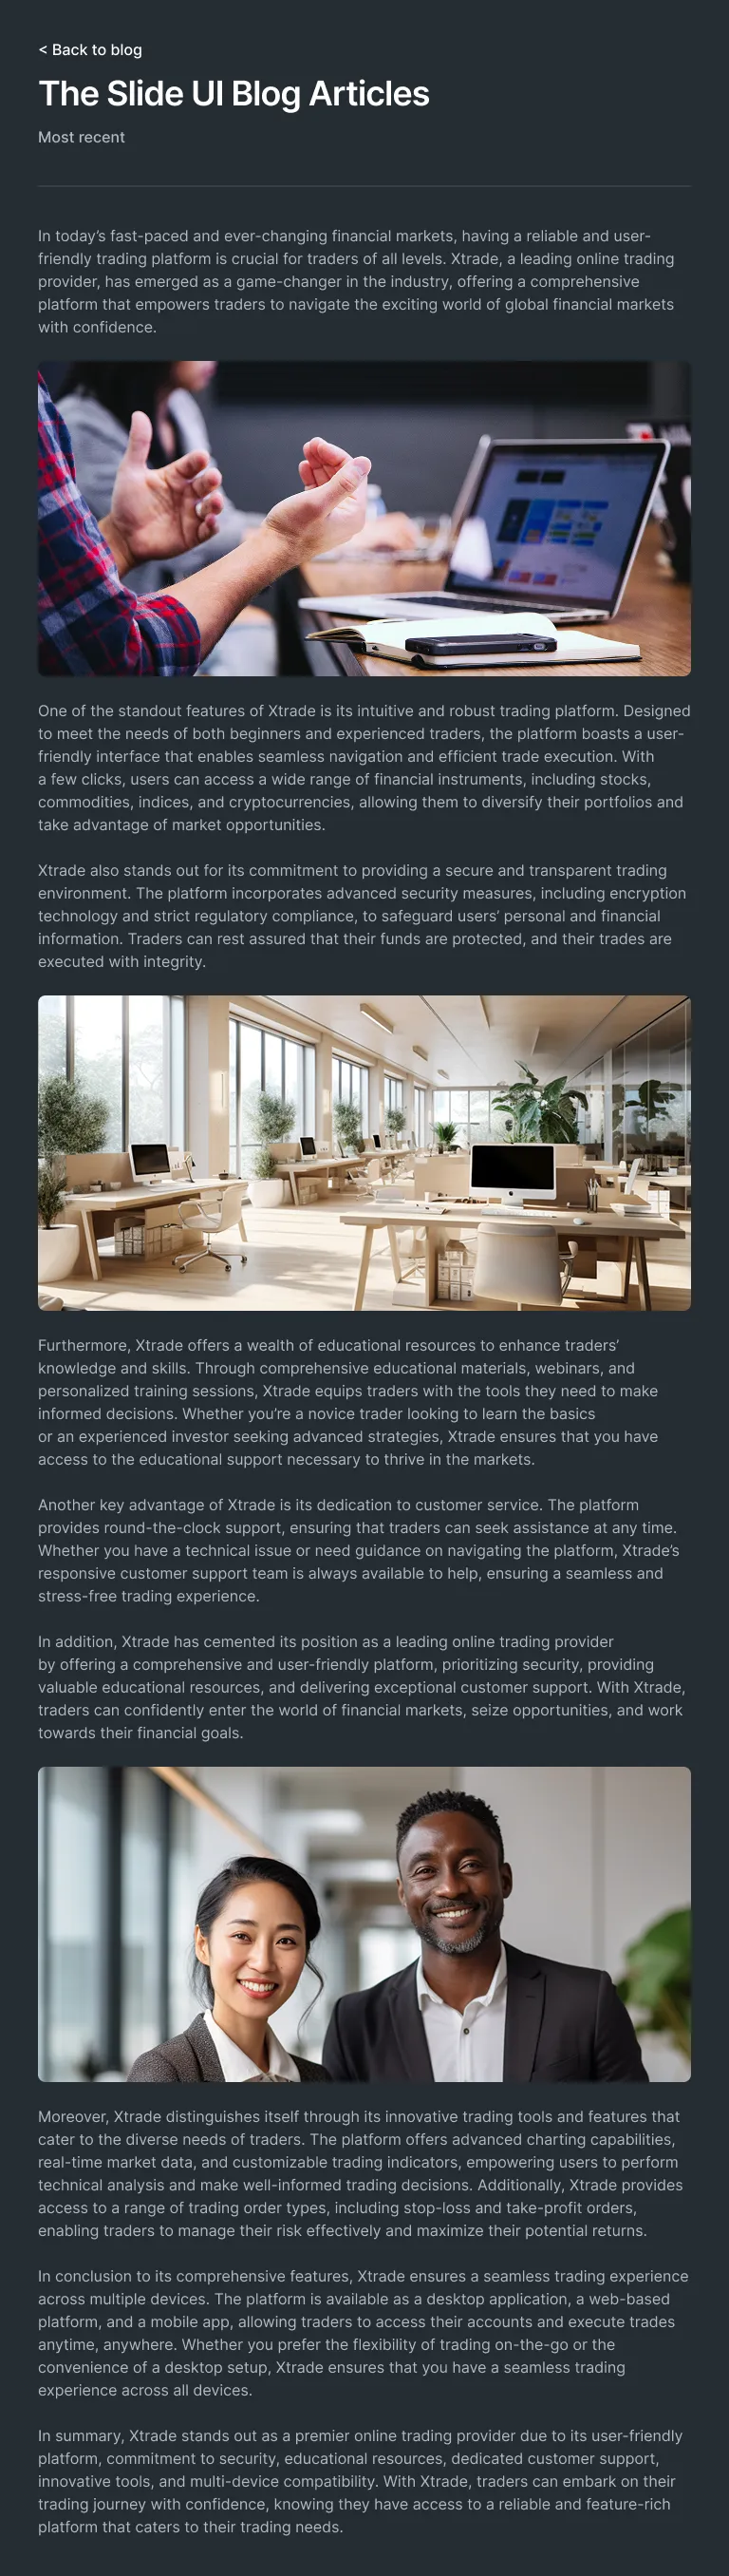 < Back to blog
The Slide UI Blog Articles
Most recent
In today’s fast-paced and ever-changing financial markets, having a reliable and user-
friendly trading platform is crucial for traders of all levels. Xtrade, a leading online trading
provider, has emerged as a game-changer in the industry, offering a comprehensive
platform that empowers traders to navigate the exciting world of global financial markets
with confidence.
One of the standout features of Xtrade is its intuitive and robust trading platform. Designed
to meet the needs of both beginners and experienced traders, the platform boasts a user-
friendly interface that enables seamless navigation and efficient trade execution. With
a few clicks, users can access a wide range of financial instruments, including stocks,
commodities, indices, and cryptocurrencies, allowing them to diversify their portfolios and
take advantage of market opportunities.
Xtrade also stands out for its commitment to providing a secure and transparent trading
environment. The platform incorporates advanced security measures, including encryption
technology and strict regulatory compliance, to safeguard users’ personal and financial
information. Traders can rest assured that their funds are protected, and their trades are
executed with integrity.
Furthermore, Xtrade offers a wealth of educational resources to enhance traders’
knowledge and skills. Through comprehensive educational materials, webinars, and
personalized training sessions, Xtrade equips traders with the tools they need to make
informed decisions. Whether you’re a novice trader looking to learn the basics
or an experienced investor seeking advanced strategies, Xtrade ensures that you have
access to the educational support necessary to thrive in the markets.
Another key advantage of Xtrade is its dedication to customer service. The platform
provides round-the-clock support, ensuring that traders can seek assistance at any time.
Whether you have a technical issue or need guidance on navigating the platform, Xtrade’s
responsive customer support team is always available to help, ensuring a seamless and
stress-free trading experience.
In addition, Xtrade has cemented its position as a leading online trading provider
by offering a comprehensive and user-friendly platform, prioritizing security, providing
valuable educational resources, and delivering exceptional customer support. With Xtrade,
traders can confidently enter the world of financial markets, seize opportunities, and work
towards their financial goals.
Moreover, Xtrade distinguishes itself through its innovative trading tools and features that
cater to the diverse needs of traders. The platform offers advanced charting capabilities,
real-time market data, and customizable trading indicators, empowering users to perform
technical analysis and make well-informed trading decisions. Additionally, Xtrade provides
access to a range of trading order types, including stop-loss and take-profit orders,
enabling traders to manage their risk effectively and maximize their potential returns.
In conclusion to its comprehensive features, Xtrade ensures a seamless trading experience
across multiple devices. The platform is available as a desktop application, a web-based
platform, and a mobile app, allowing traders to access their accounts and execute trades
anytime, anywhere. Whether you prefer the flexibility of trading on-the-go or the
convenience of a desktop setup, Xtrade ensures that you have a seamless trading
experience across all devices.
In summary, Xtrade stands out as a premier online trading provider due to its user-friendly
platform, commitment to security, educational resources, dedicated customer support,
innovative tools, and multi-device compatibility. With Xtrade, traders can embark on their
trading journey with confidence, knowing they have access to a reliable and feature-rich
platform that caters to their trading needs.